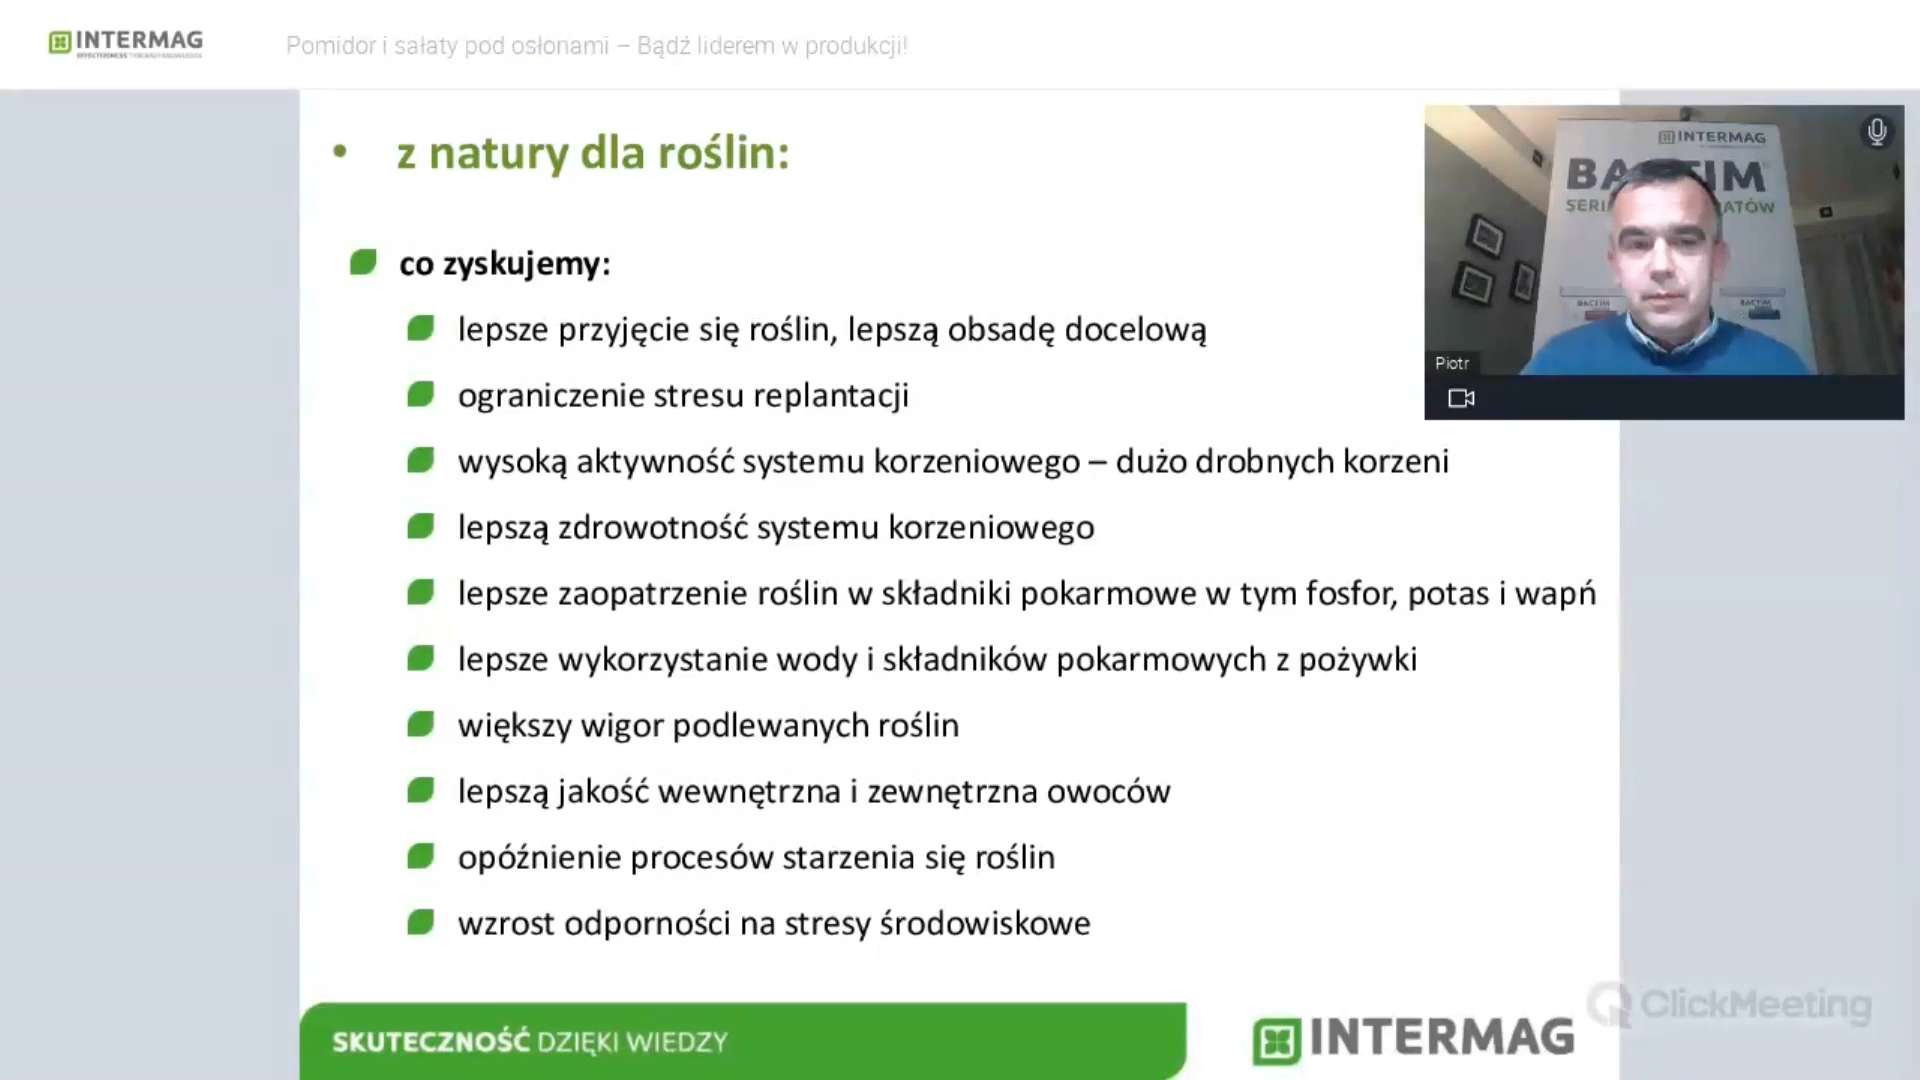 INTERMAG
Pomidor i sałaty pod osłonami – Bądź liderem w produkcji!
• z natury dla roślin:
co zyskujemy:
lepsze przyjęcie się roślin, lepszą obsadę docelową
ograniczenie stresu replantacji
wysoką aktywność systemu korzeniowego – dużo drobnych korzeni
lepszą zdrowotność systemu korzeniowego
lepsze zaopatrzenie roślin w składniki pokarmowe w tym fosfor, potas i wapń
lepsze wykorzystanie wody i składników pokarmowych z pożywki
większy wigor podlewanych roślin
lepszą jakość wewnętrzna i zewnętrzna owoców
opóźnienie procesów starzenia się roślin
wzrost odporności na stresy środowiskowe
INTERMAG
BACTIM
BACTIM
BACTIM
Piotr
SKUTECZNOŚĆ DZIĘKI WIEDZY
INTERMAG
ClickMeeting